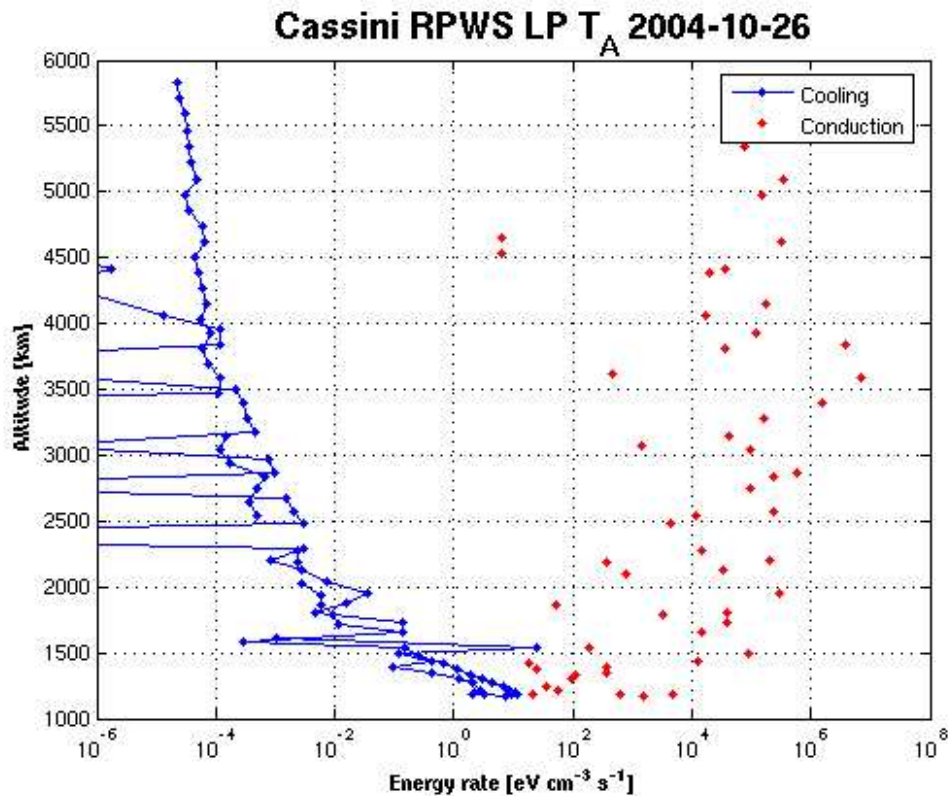 Cassini RPWS LP T_A 2004-10-26
6000
5500
5000
4500
4000
3500
3000
2500
2000
1500
1000
Altitude [km]
Cooling
Conduction
10^-6 10^-4 10^-2 10^0 10^2 10^4 10^6 10^8
Energy rate [eV cm^-3 s^-1]